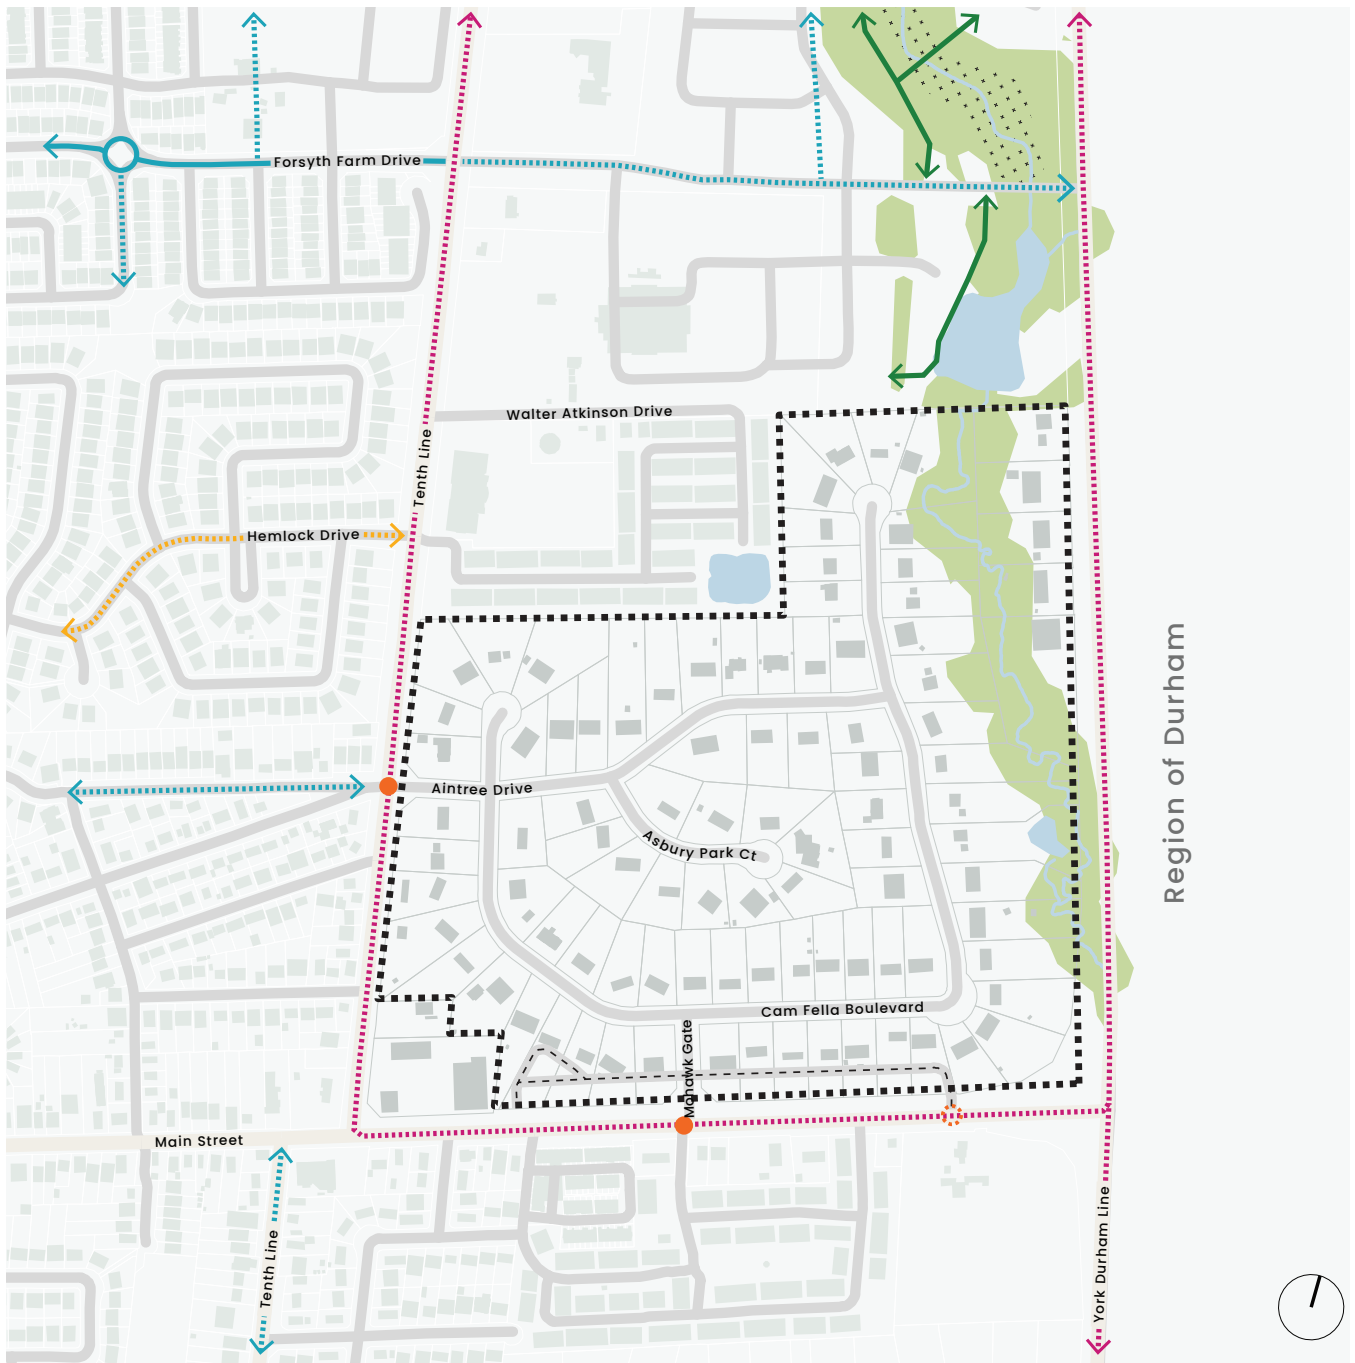 Forsyth Farm Drive
Walter Atkinson Drive
Tenth Line
Hemlock Drive
Region of Durham
Aintree Drive
Asbury Park Ct
Cam Fella Boulevard
Mohawk Gate
Main Street
Tenth Line
York Durham Line